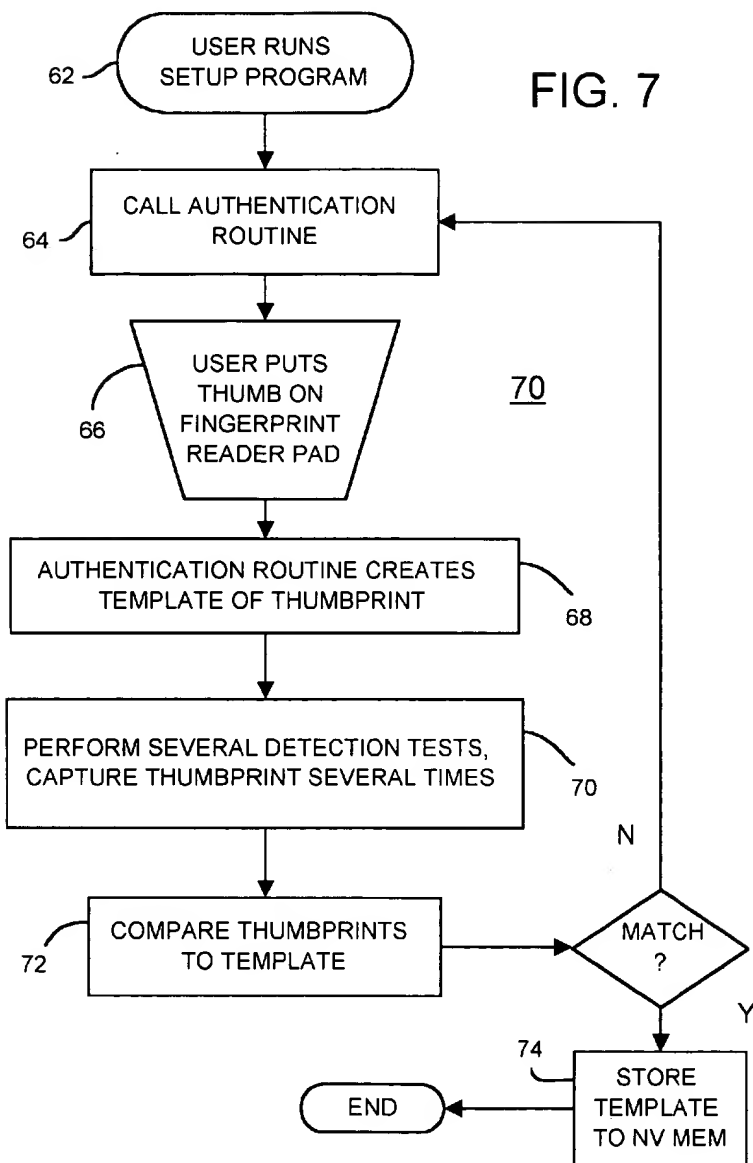 FIG. 7
62
USER RUNS
SETUP PROGRAM
64
CALL AUTHENTICATION
ROUTINE
66
USER PUTS
THUMB ON
FINGERPRINT
READER PAD
70
AUTHENTICATION ROUTINE CREATES
TEMPLATE OF THUMBPRINT
68
PERFORM SEVERAL DETECTION TESTS,
CAPTURE THUMBPRINT SEVERAL TIMES
70
72
COMPARE THUMBPRINTS
TO TEMPLATE
N
MATCH
?
Y
74
STORE
TEMPLATE
TO NV MEM
END